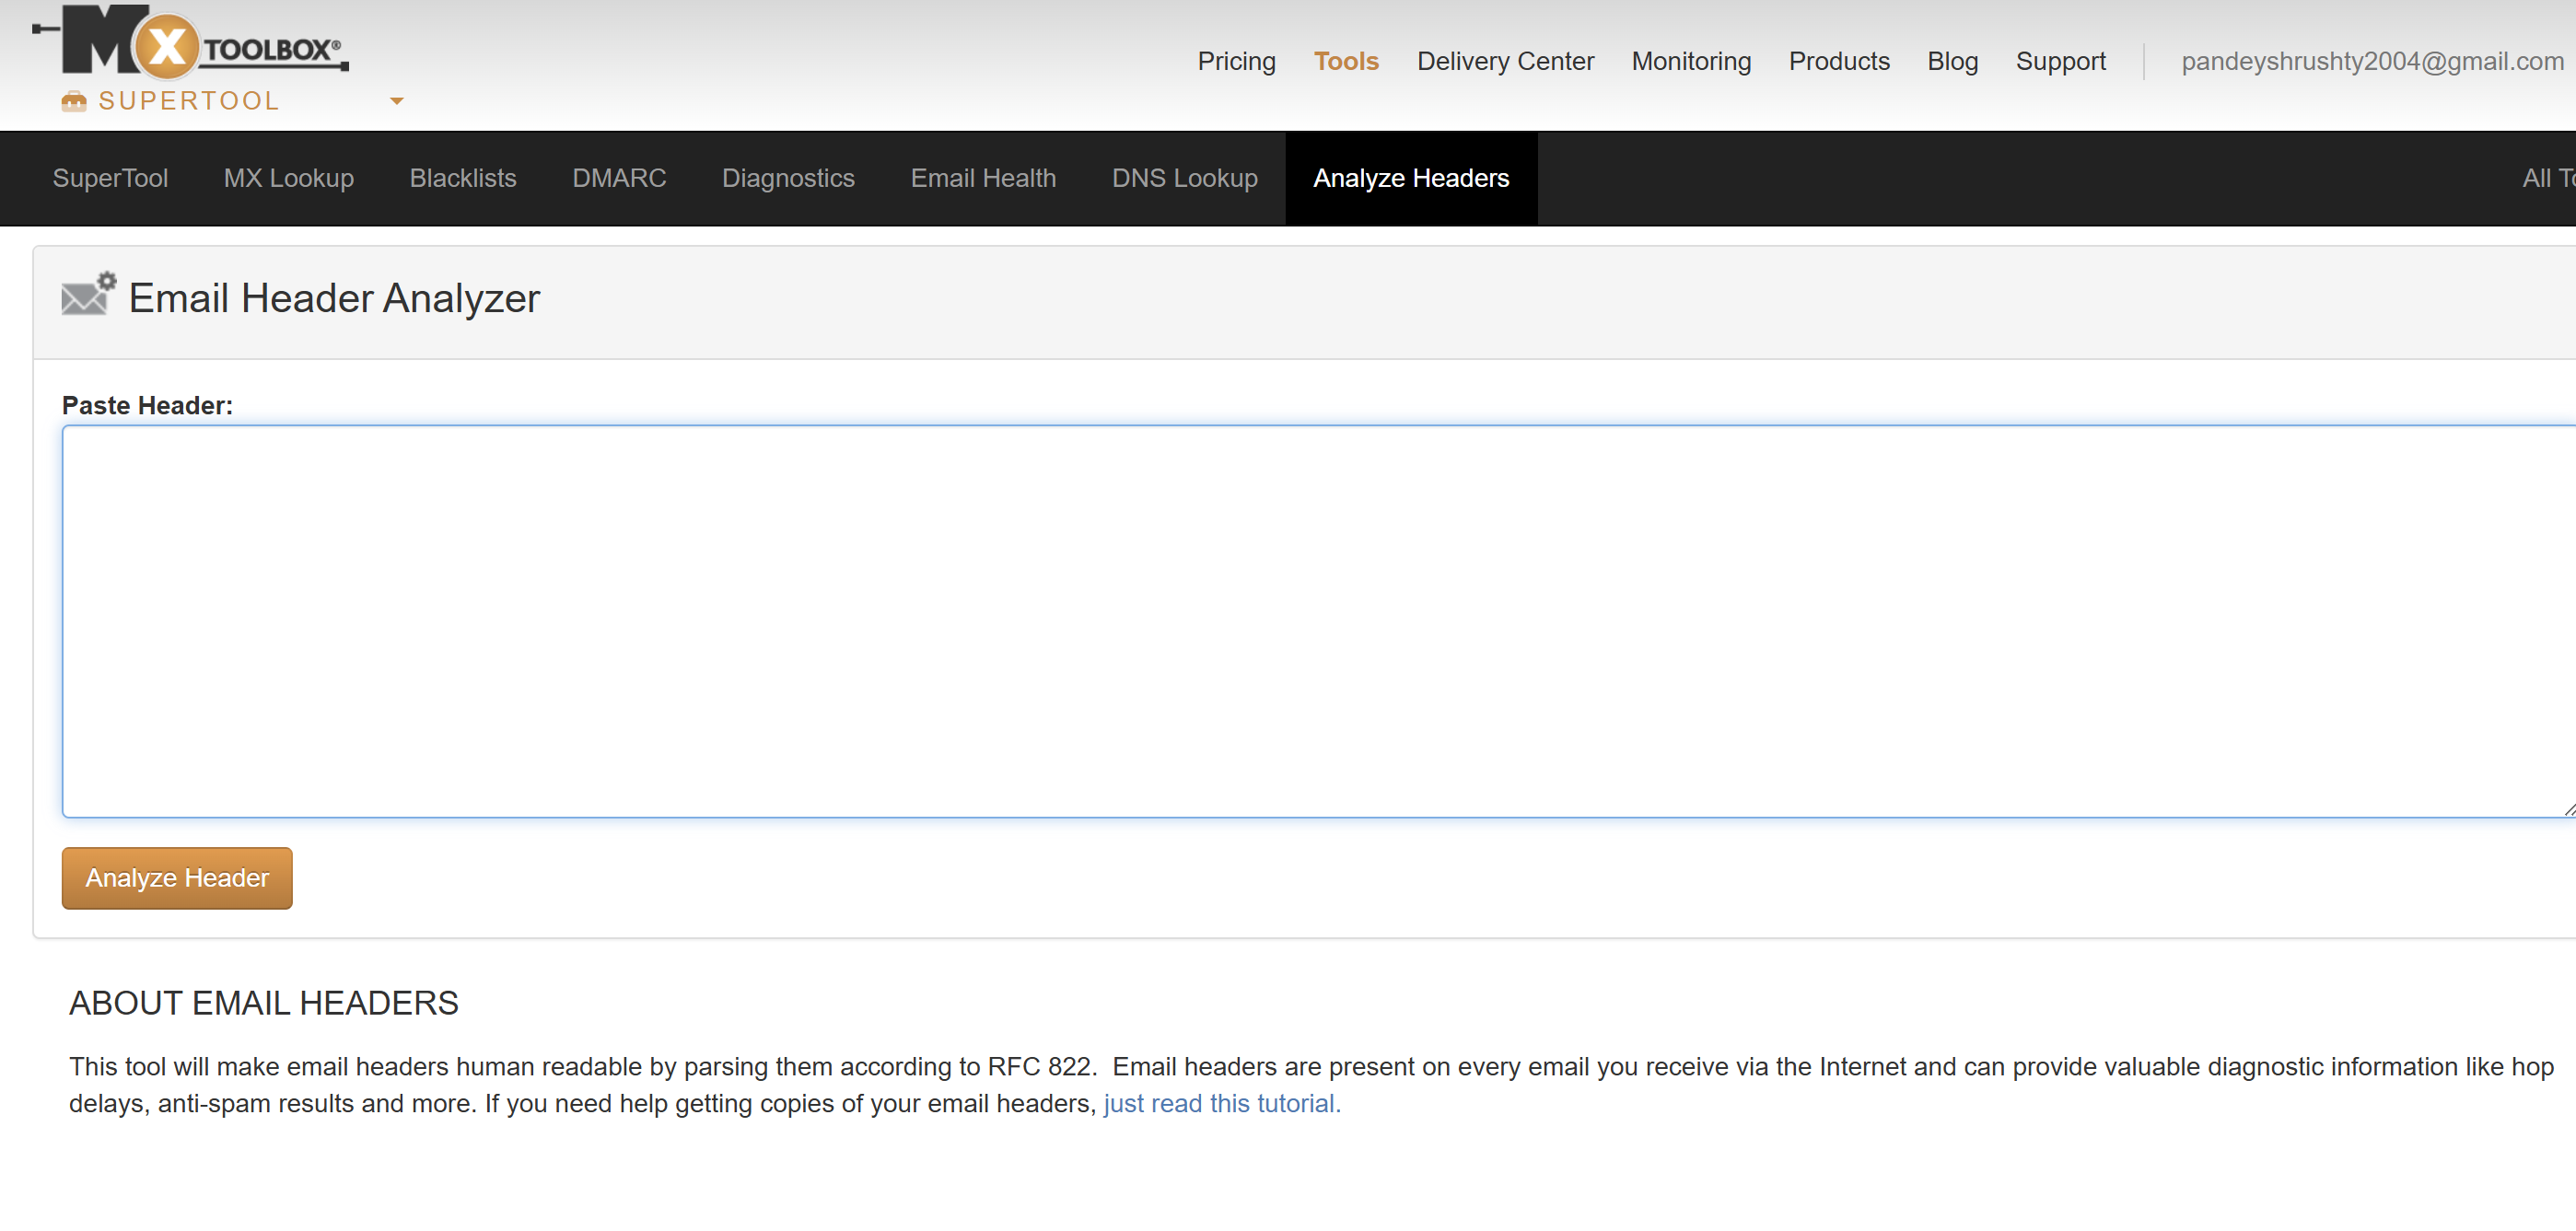 MX TOOLBOX®
Pricing Tools Delivery Center Monitoring Products Blog Support pandeyshrushty2004@gmail.com
SUPERTOOL
SuperTool MX Lookup Blacklists DMARC Diagnostics Email Health DNS Lookup Analyze Headers All To
Email Header Analyzer
Paste Header:
Analyze Header
ABOUT EMAIL HEADERS
This tool will make email headers human readable by parsing them according to RFC 822.  Email headers are present on every email you receive via the Internet and can provide valuable diagnostic information like hop
delays, anti-spam results and more. If you need help getting copies of your email headers, just read this tutorial.